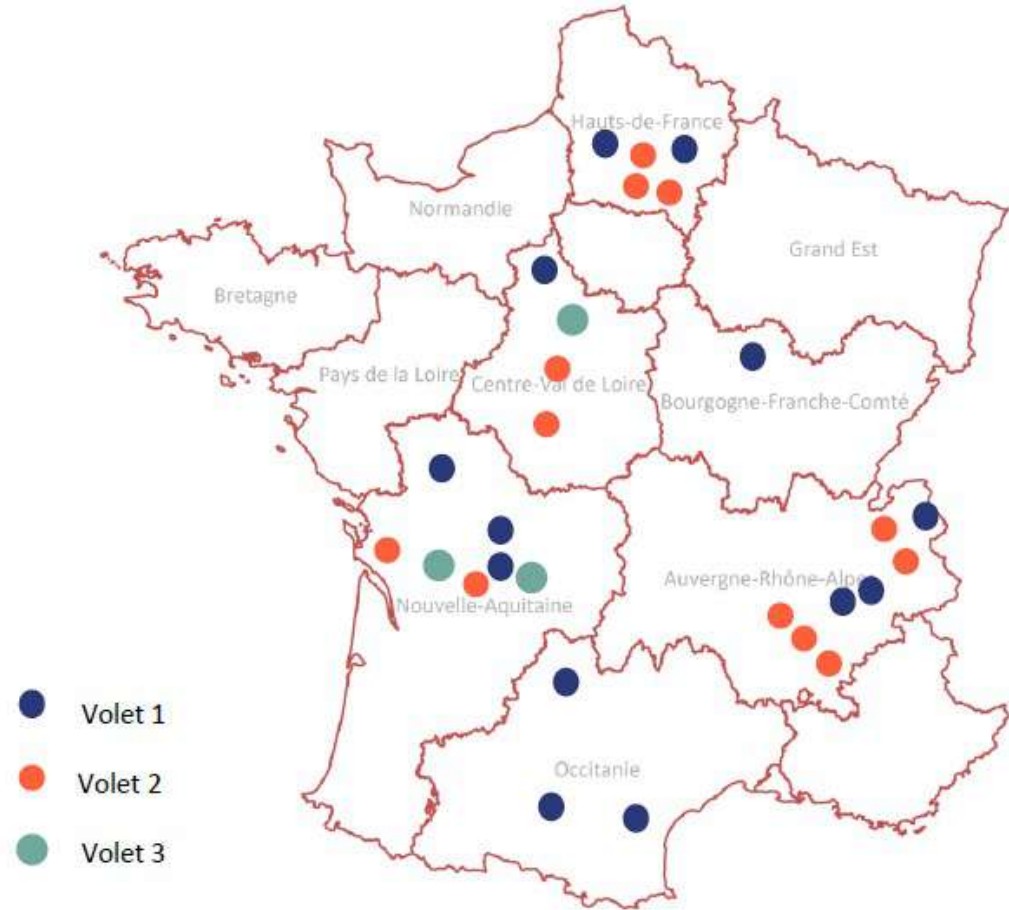 Hauts-de-France
Normandie
Grand Est
Bretagne
Pays de la Loire
Centre-Val de Loire
Bourgogne-Franche-Comté
Auvergne-Rhône-Alpe
Nouvelle-Aquitaine
Occitanie
Volet 1
Volet 2
Volet 3